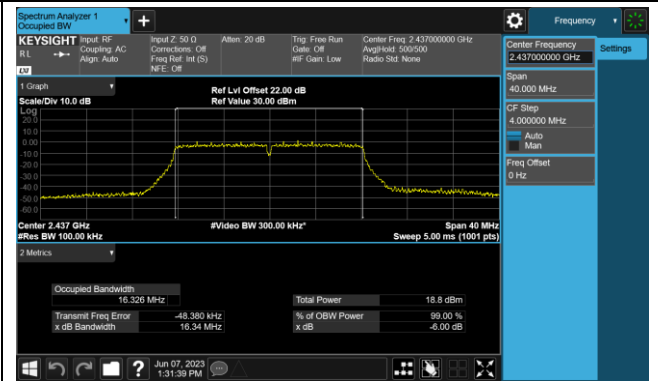 Spectrum Analyzer 1
Occupied BW
Frequency
KEYSIGHT Input: RF Input Z: 50 Ω Atten: 20 dB Trig: Free Run Center Freq: 2.437000000 GHz
RL Coupling: AC Corrections: Off Gate: Off Avg|Hold: 500/500
Align: Auto Freq Ref: Int (S) #IF Gain: Low Radio Std: None
NFE: Off
LXI
Center Frequency
2.437000000 GHz
Settings
Span
40.000 MHz
CF Step
4.000000 MHz
Auto
Man
Freq Offset
0 Hz
1 Graph
Ref Lvl Offset 22.00 dB
Scale/Div 10.0 dB Ref Value 30.00 dBm
Log
20.0
10.0
0.00
-10.0
-20.0
-30.0
-40.0
-50.0
-60.0
Center 2.437 GHz #Video BW 300.00 kHz* Span 40 MHz
#Res BW 100.00 kHz Sweep 5.00 ms (1001 pts)
2 Metrics
Occupied Bandwidth
16.326 MHz Total Power 18.8 dBm
Transmit Freq Error -48.380 kHz % of OBW Power 99.00 %
x dB Bandwidth 16.34 MHz x dB -6.00 dB
Jun 07, 2023
1:31:39 PM